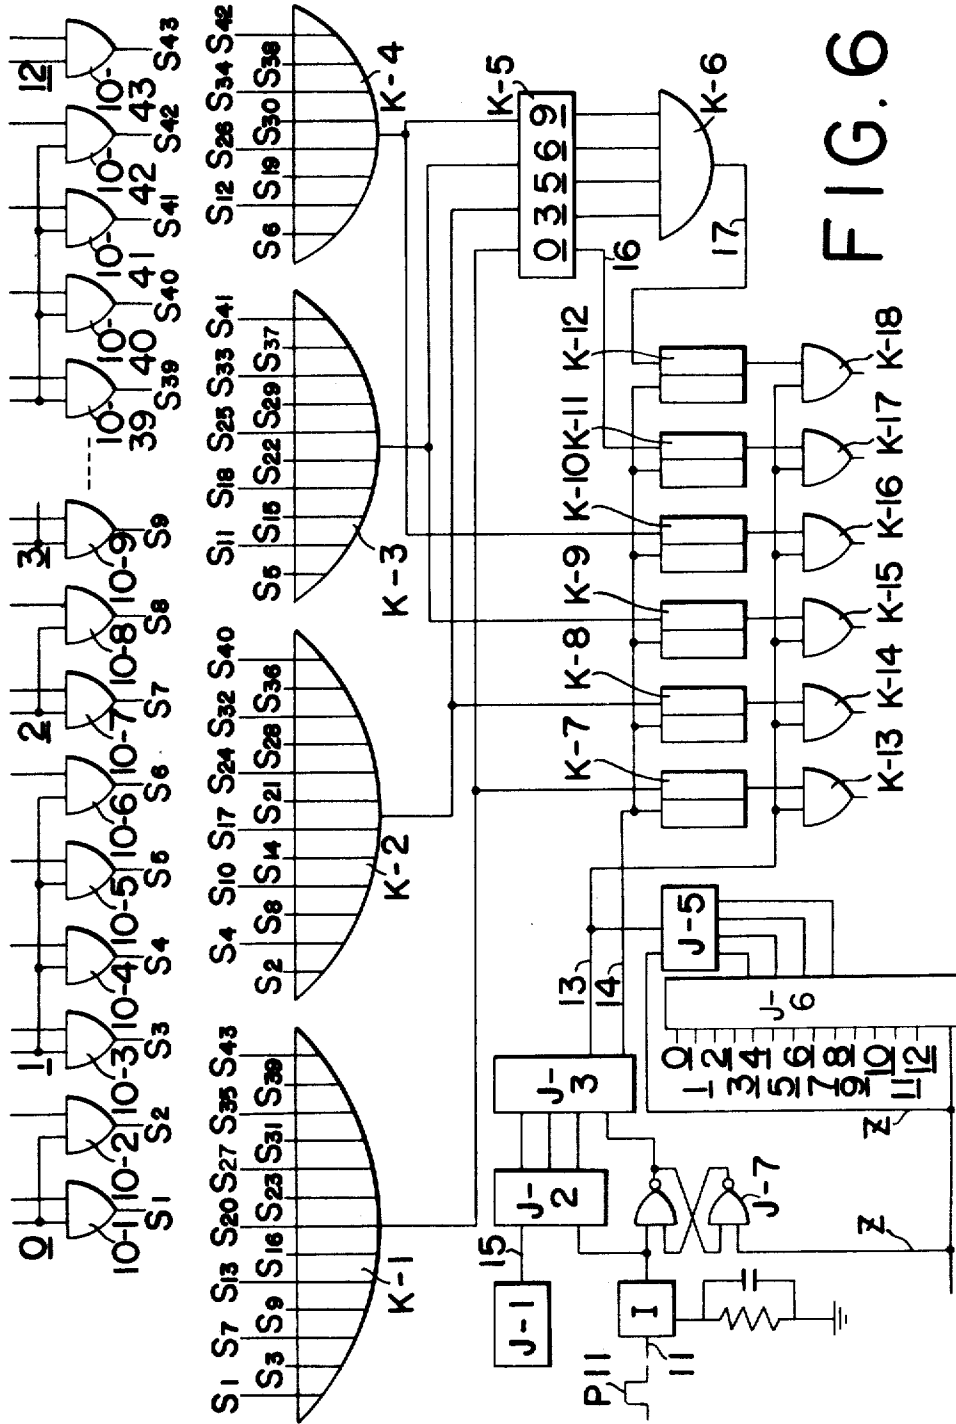 0 1 2 3 12
10-1 10-2 10-3 10-4 10-5 10-6 10-7 10-8 10-9 10-39 10-40 10-41 10-42 10-43
S1 S2 S3 S4 S5 S6 S7 S8 S9 S39 S40 S41 S42 S43
S1 S7 S13 S20 S27 S35 S43
S3 S9 S16 S23 S31 S39
K-1
S4 S10 S17 S24 S32 S40
S2 S8 S14 S21 S28 S36
K-2
S11 S18 S25 S33 S41
S5 S15 S22 S29 S37
K-3
S12 S26 S34 S42
S6 S19 S30 S38
K-4
K-5
0 3 5 6 9
K-6
16
17
K-7 K-8 K-9 K-10 K-11 K-12
K-13 K-14 K-15 K-16 K-17 K-18
J-1
15
J-2
J-3
13
14
J-5
J-6
0
1
2
3
4
5
6
7
8
9
10
11
12
Z
Z
J-7
P11
11
I
FIG. 6